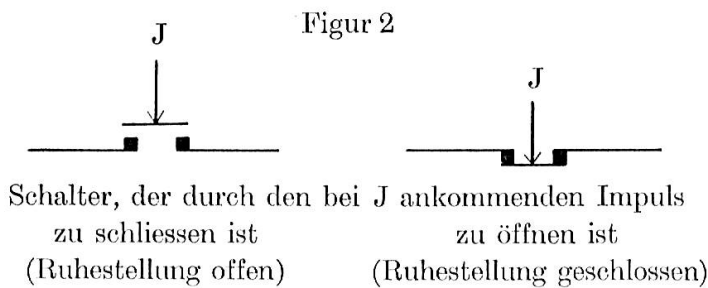 Figur 2
J
J
Schalter, der durch den bei J ankommenden Impuls
zu schliessen ist
zu öffnen ist
(Ruhestellung offen)
(Ruhestellung geschlossen)